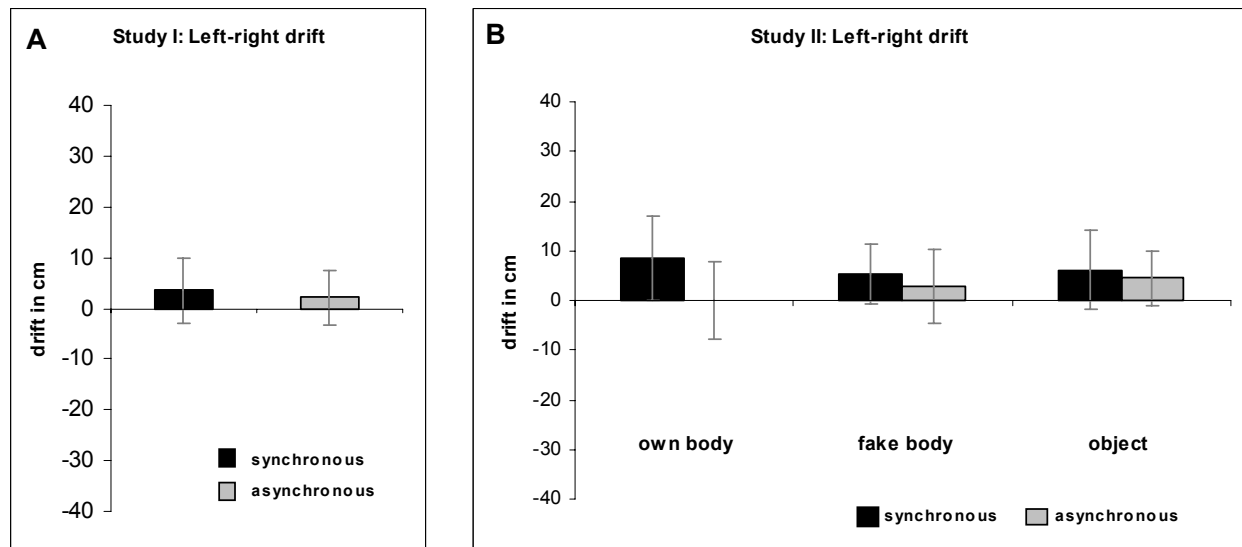 A
Study I: Left-right drift
40
30
20
10
0
-10
-20
-30
-40
drift in cm
synchronous
asynchronous
B
Study II: Left-right drift
40
30
20
10
0
-10
-20
-30
-40
drift in cm
own body
fake body
object
synchronous
asynchronous